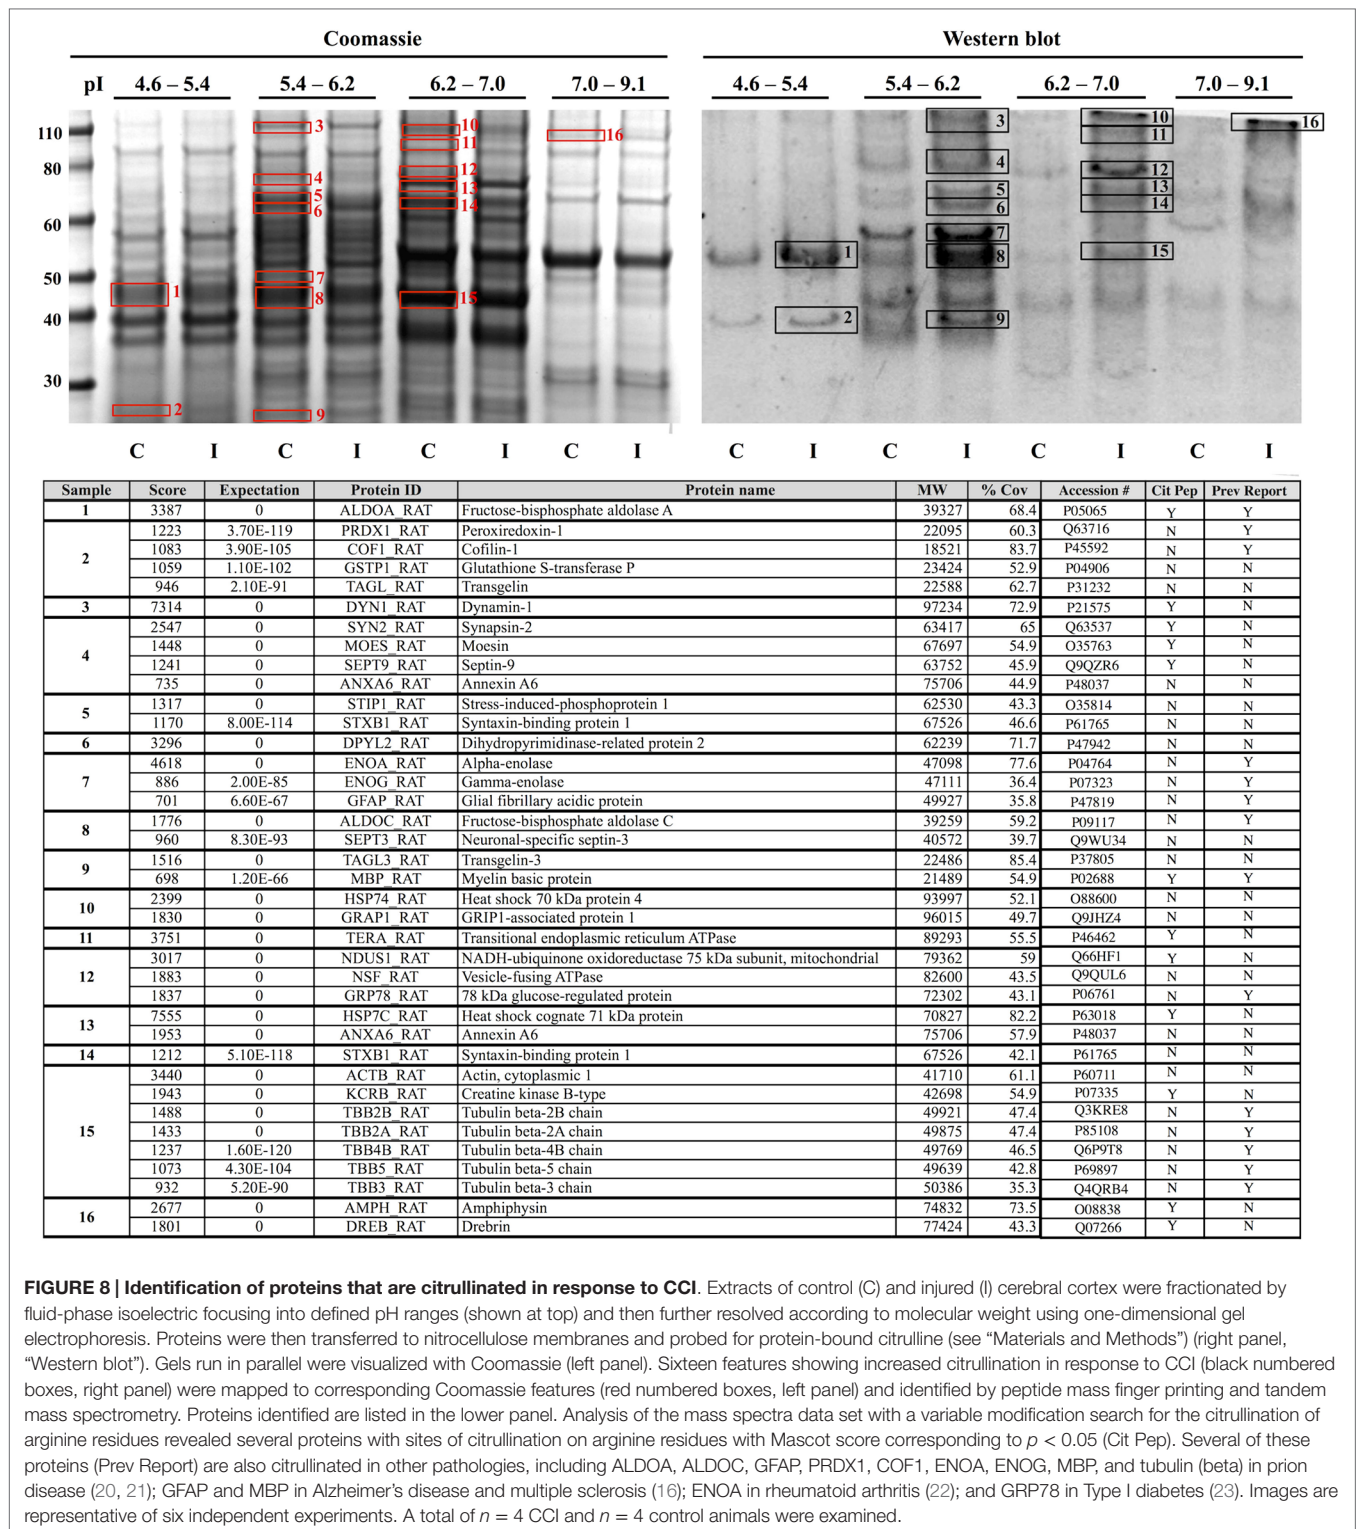 Coomassie
Western blot
pI 4.6 – 5.4 5.4 – 6.2 6.2 – 7.0 7.0 – 9.1
4.6 – 5.4 5.4 – 6.2 6.2 – 7.0 7.0 – 9.1
110
80
60
50
40
30
1
2
3
4
5
6
7
8
9
10
11
12
13
14
15
16
1
2
3
4
5
6
7
8
9
10
11
12
13
14
15
16
C I C I C I C I C I C I C I C I
Sample Score Expectation Protein ID Protein name MW % Cov Accession # Cit Pep Prev Report
1 3387 0 ALDOA_RAT Fructose-bisphosphate aldolase A 39327 68.4 P05065 Y Y
2 1223 3.70E-119 PRDX1_RAT Peroxiredoxin-1 22095 60.3 Q63716 N Y
1083 3.90E-105 COF1_RAT Cofilin-1 18521 83.7 P45592 N Y
1059 1.10E-102 GSTP1_RAT Glutathione S-transferase P 23424 52.9 P04906 N N
946 2.10E-91 TAGL_RAT Transgelin 22588 62.7 P31232 N N
3 7314 0 DYN1_RAT Dynamin-1 97234 72.9 P21575 Y N
4 2547 0 SYN2_RAT Synapsin-2 63417 65 Q63537 Y N
1448 0 MOES_RAT Moesin 67697 54.9 O35763 Y N
1241 0 SEPT9_RAT Septin-9 63752 45.9 Q9QZR6 Y N
735 0 ANXA6_RAT Annexin A6 75706 44.9 P48037 N N
5 1317 0 STIP1_RAT Stress-induced-phosphoprotein 1 62530 43.3 O35814 N N
1170 8.00E-114 STXB1_RAT Syntaxin-binding protein 1 67526 46.6 P61765 N N
6 3296 0 DPYL2_RAT Dihydropyrimidinase-related protein 2 62239 71.7 P47942 N N
7 4618 0 ENOA_RAT Alpha-enolase 47098 77.6 P04764 N Y
886 2.00E-85 ENOG_RAT Gamma-enolase 47111 36.4 P07323 N Y
701 6.60E-67 GFAP_RAT Glial fibrillary acidic protein 49927 35.8 P47819 N Y
8 1776 0 ALDOC_RAT Fructose-bisphosphate aldolase C 39259 59.2 P09117 N Y
960 8.30E-93 SEPT3_RAT Neuronal-specific septin-3 40572 39.7 Q9WU34 N N
9 1516 0 TAGL3_RAT Transgelin-3 22486 85.4 P37805 N N
698 1.20E-66 MBP_RAT Myelin basic protein 21489 54.9 P02688 Y Y
10 2399 0 HSP74_RAT Heat shock 70 kDa protein 4 93997 52.1 O88600 N N
1830 0 GRAP1_RAT GRIP1-associated protein 1 96015 49.7 Q9JHZ4 N N
11 3751 0 TERA_RAT Transitional endoplasmic reticulum ATPase 89293 55.5 P46462 Y N
12 3017 0 NDUS1_RAT NADH-ubiquinone oxidoreductase 75 kDa subunit, mitochondrial 79362 59 Q66HF1 Y N
1883 0 NSF_RAT Vesicle-fusing ATPase 82600 43.5 Q9QUL6 N N
1837 0 GRP78_RAT 78 kDa glucose-regulated protein 72302 43.1 P06761 N Y
13 7555 0 HSP7C_RAT Heat shock cognate 71 kDa protein 70827 82.2 P63018 Y N
1953 0 ANXA6_RAT Annexin A6 75706 57.9 P48037 N N
14 1212 5.10E-118 STXB1_RAT Syntaxin-binding protein 1 67526 42.1 P61765 N N
15 3440 0 ACTB_RAT Actin, cytoplasmic 1 41710 61.1 P60711 N N
1943 0 KCRB_RAT Creatine kinase B-type 42698 54.9 P07335 Y N
1488 0 TBB2B_RAT Tubulin beta-2B chain 49921 47.4 Q3KRE8 N Y
1433 0 TBB2A_RAT Tubulin beta-2A chain 49875 47.4 P85108 N Y
1237 1.60E-120 TBB4B_RAT Tubulin beta-4B chain 49769 46.5 Q6P9T8 N Y
1073 4.30E-104 TBB5_RAT Tubulin beta-5 chain 49639 42.8 P69897 N Y
932 5.20E-90 TBB3_RAT Tubulin beta-3 chain 50386 35.3 Q4QRB4 N Y
16 2677 0 AMPH_RAT Amphiphysin 74832 73.5 O08838 Y N
1801 0 DREB_RAT Drebrin 77424 43.3 Q07266 Y N
FIGURE 8 | Identification of proteins that are citrullinated in response to CCI. Extracts of control (C) and injured (I) cerebral cortex were fractionated by
fluid-phase isoelectric focusing into defined pH ranges (shown at top) and then further resolved according to molecular weight using one-dimensional gel
electrophoresis. Proteins were then transferred to nitrocellulose membranes and probed for protein-bound citrulline (see “Materials and Methods”) (right panel,
“Western blot”). Gels run in parallel were visualized with Coomassie (left panel). Sixteen features showing increased citrullination in response to CCI (black numbered
boxes, right panel) were mapped to corresponding Coomassie features (red numbered boxes, left panel) and identified by peptide mass finger printing and tandem
mass spectrometry. Proteins identified are listed in the lower panel. Analysis of the mass spectra data set with a variable modification search for the citrullination of
arginine residues revealed several proteins with sites of citrullination on arginine residues with Mascot score corresponding to p < 0.05 (Cit Pep). Several of these
proteins (Prev Report) are also citrullinated in other pathologies, including ALDOA, ALDOC, GFAP, PRDX1, COF1, ENOA, ENOG, MBP, and tubulin (beta) in prion
disease (20, 21); GFAP and MBP in Alzheimer’s disease and multiple sclerosis (16); ENOA in rheumatoid arthritis (22); and GRP78 in Type I diabetes (23). Images are
representative of six independent experiments. A total of n = 4 CCI and n = 4 control animals were examined.